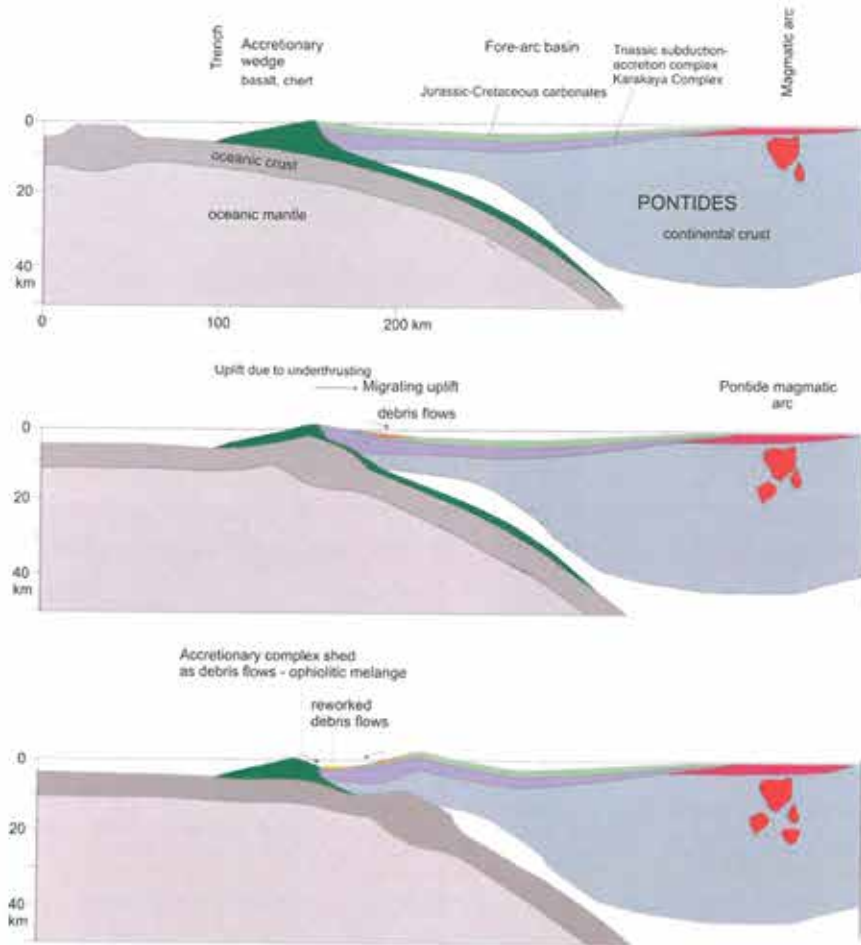 Trench
Accretionary
wedge
basalt, chert
Fore-arc basin
Jurassic-Cretaceous carbonates
Triassic subduction-
accretion complex
Karakaya Complex
Magmatic arc
0
20
40
km
oceanic crust
oceanic mantle
PONTIDES
continental crust
0
100
200 km
Uplift due to underthrusting
Migrating uplift
debris flows
Pontide magmatic
arc
0
20
40
km
Accretionary complex shed
as debris flows - ophiolitic melange
reworked
debris flows
0
20
40
km